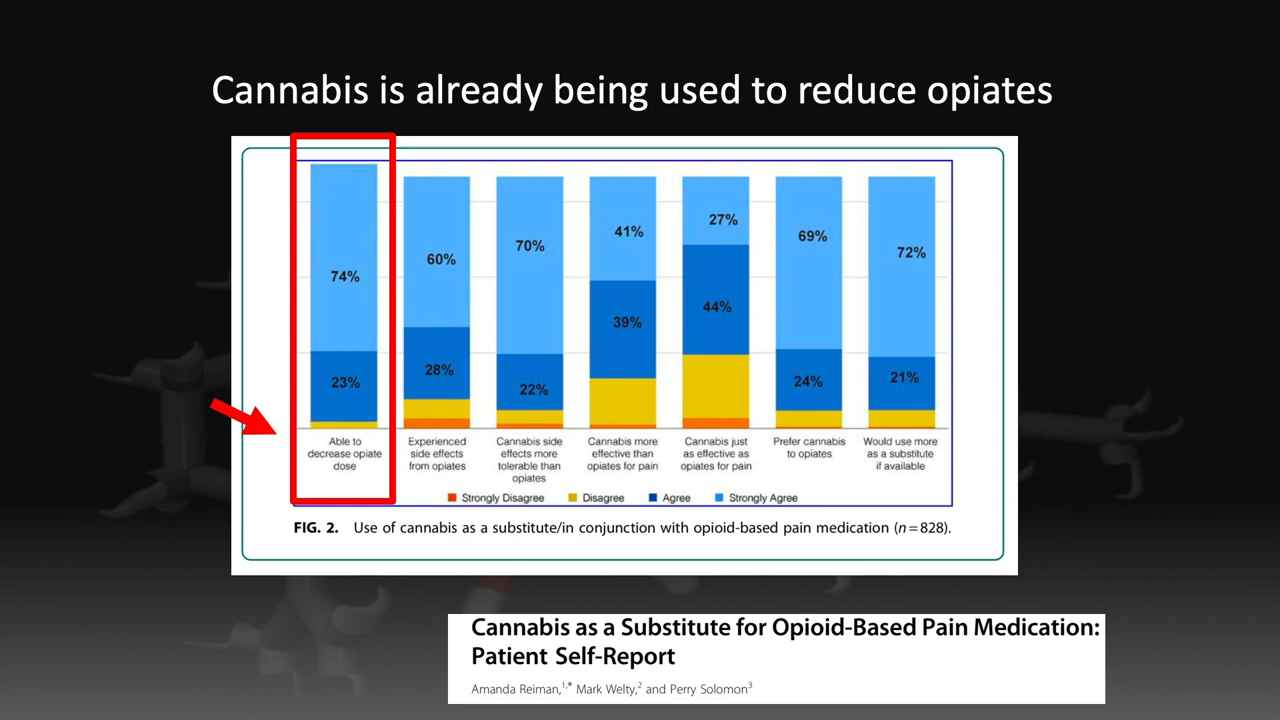 Cannabis is already being used to reduce opiates
74%
23%
60%
28%
70%
22%
41%
39%
27%
44%
69%
24%
72%
21%
Able to
decrease opiate
dose
Experienced
side effects
from opiates
Cannabis side
effects more
tolerable than
opiates
Cannabis more
effective than
opiates for pain
Cannabis just
as effective as
opiates for pain
Prefer cannabis
to opiates
Would use more
as a substitute
if available
Strongly Disagree
Disagree
Agree
Strongly Agree
FIG. 2. Use of cannabis as a substitute/in conjunction with opioid-based pain medication (n=828).
Cannabis as a Substitute for Opioid-Based Pain Medication:
Patient Self-Report
Amanda Reiman,1,* Mark Welty,2 and Perry Solomon3